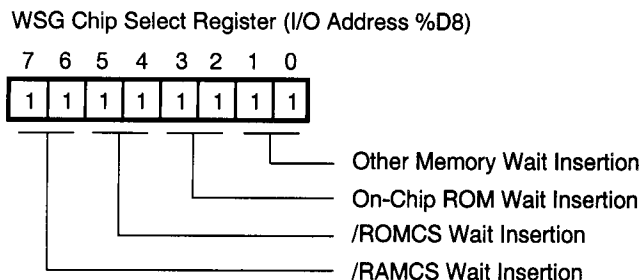 WSG Chip Select Register (I/O Address %D8)
7 6 5 4 3 2 1 0
1 1 1 1 1 1 1 1
Other Memory Wait Insertion
On-Chip ROM Wait Insertion
/ROMCS Wait Insertion
/RAMCS Wait Insertion